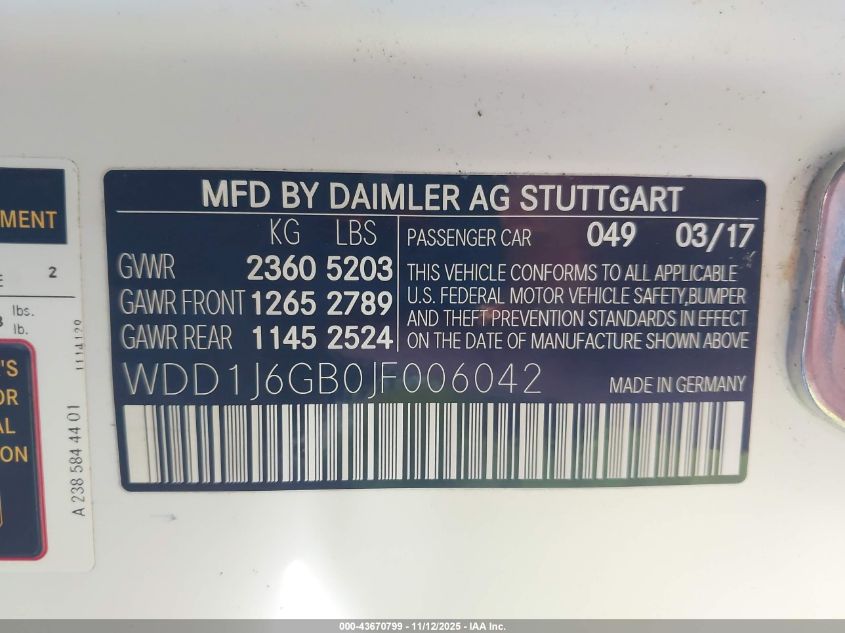 MENT
E 2
3 lbs.
lb.
1114120
'S
OR
AL
ION
A 238 584 44 01
MFD BY DAIMLER AG STUTTGART
KG LBS
GVWR 2360 5203
GAWR FRONT 1265 2789
GAWR REAR 1145 2524
PASSENGER CAR 049 03/17
THIS VEHICLE CONFORMS TO ALL APPLICABLE
U.S. FEDERAL MOTOR VEHICLE SAFETY,BUMPER
AND THEFT PREVENTION STANDARDS IN EFFECT
ON THE DATE OF MANUFACTURE SHOWN ABOVE
WDD1J6GB0JF006042 MADE IN GERMANY
000-43670799 - 11/12/2025 - IAA Inc.